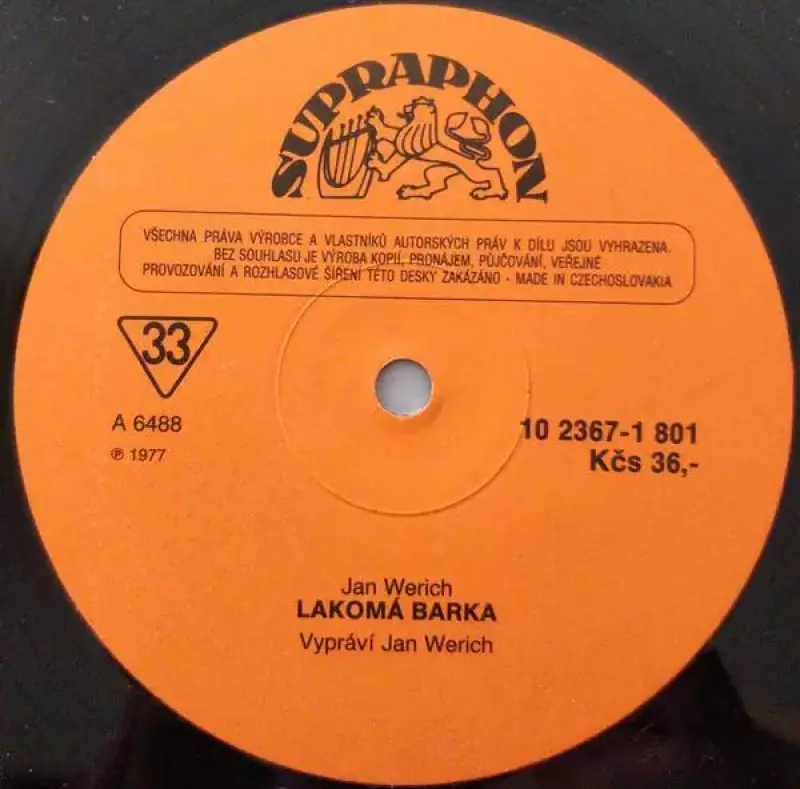 SUPRAPHON
VŠECHNA PRÁVA VÝROBCE A VLASTNÍKŮ AUTORSKÝCH PRÁV K DÍLU JSOU VYHRAZENA.
BEZ SOUHLASU JE VÝROBA KOPIÍ, PRONÁJEM, PŮJČOVÁNÍ, VEŘEJNÉ
PROVOZOVÁNÍ A ROZHLASOVÉ ŠÍŘENÍ TÉTO DESKY ZAKÁZÁNO - MADE IN CZECHOSLOVAKIA
33
A 6488
℗ 1977
10 2367-1 801
Kčs 36,-
Jan Werich
LAKOMÁ BARKA
Vypráví Jan Werich